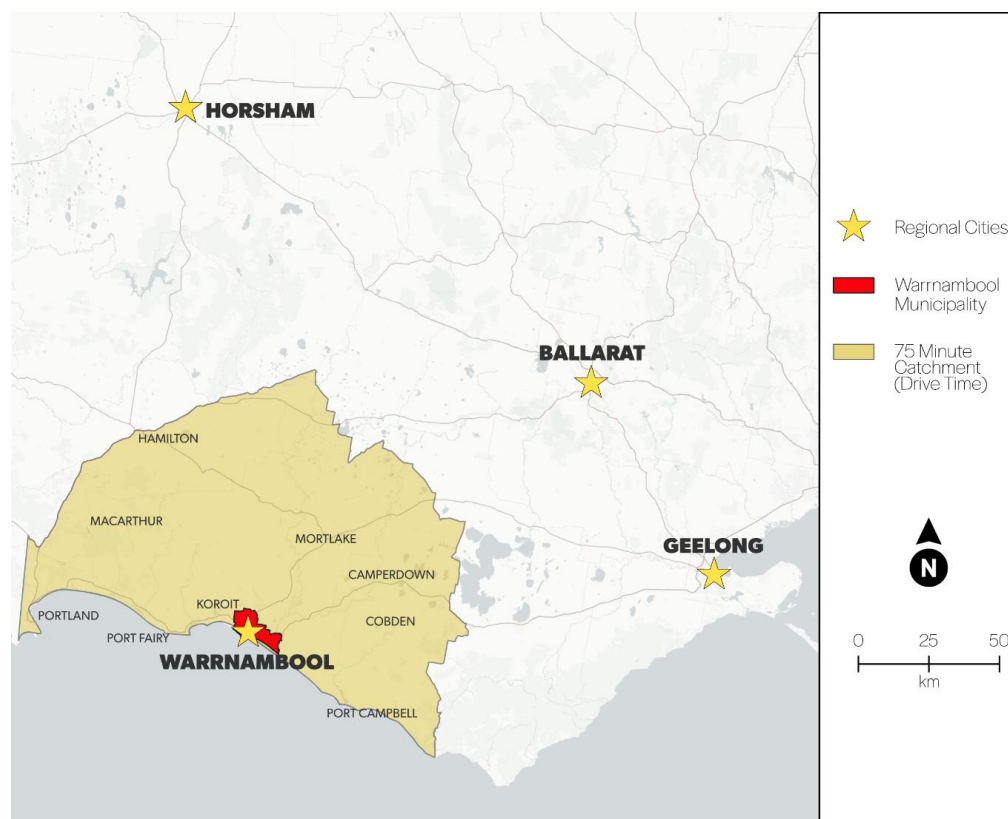 HORSHAM
BALLARAT
HAMILTON
MACARTHUR
MORTLAKE
GEELONG
CAMPERDOWN
KOROIT
PORTLAND
COBDEN
PORT FAIRY
WARRNAMBOOL
PORT CAMPBELL
Regional Cities
Warrnambool
Municipality
75 Minute
Catchment
(Drive Time)
N
0 25 50
km